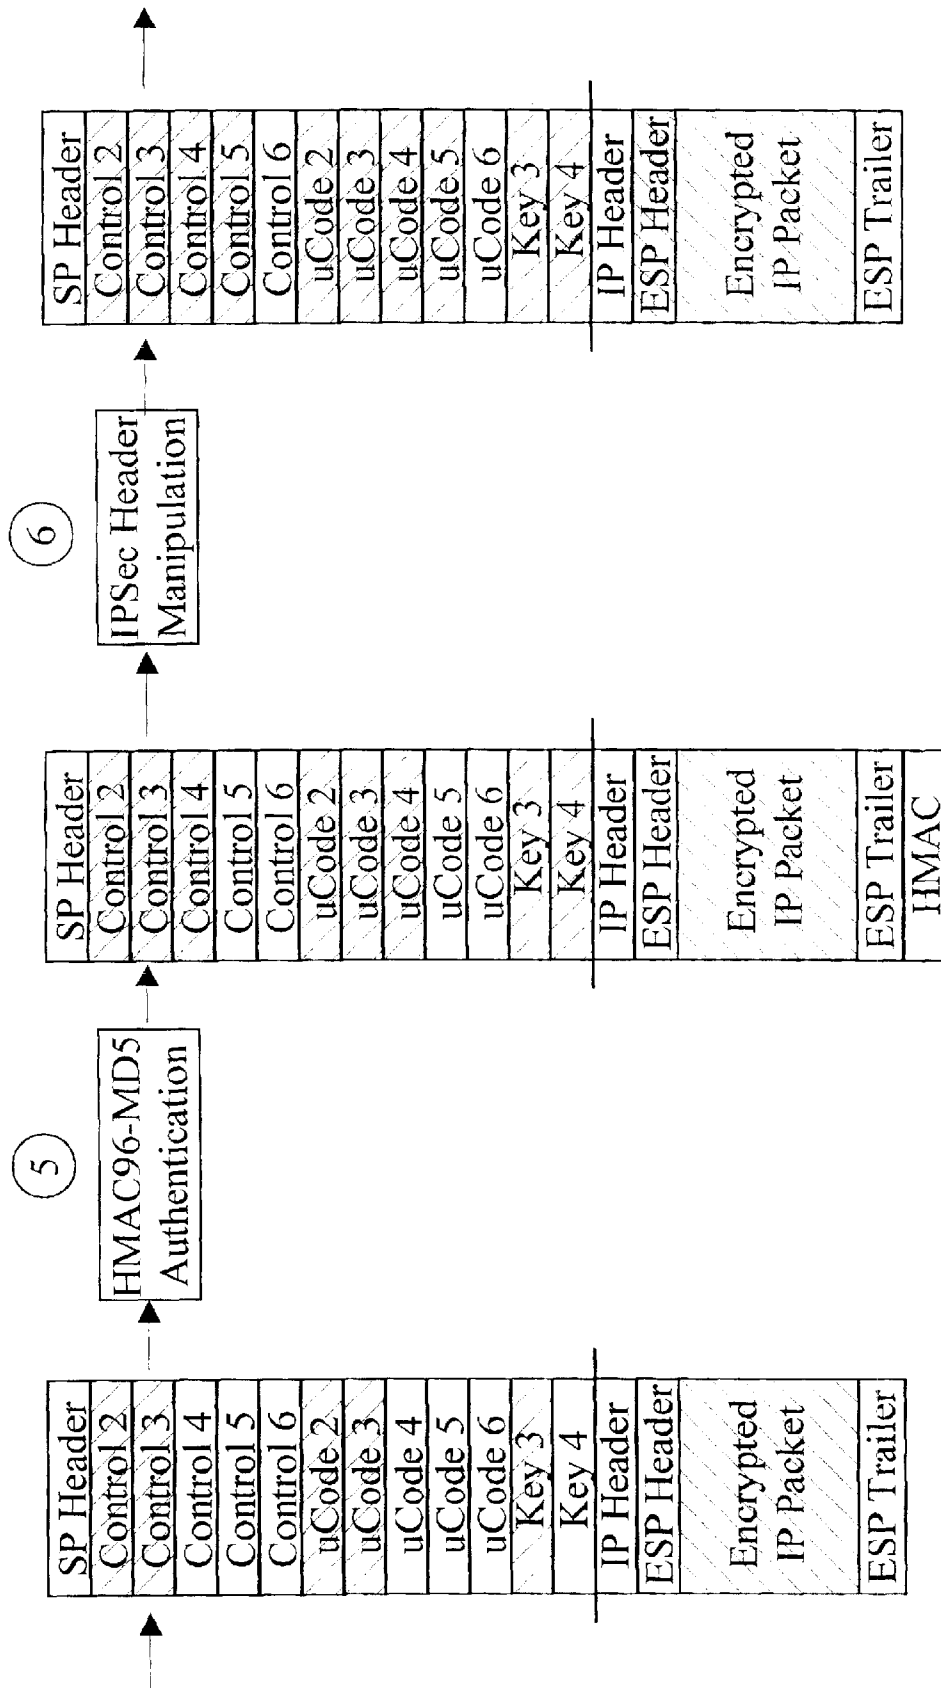 SP Header
Control 2
Control 3
Control 4
Control 5
Control 6
uCode 2
uCode 3
uCode 4
uCode 5
uCode 6
Key 3
Key 4
IP Header
ESP Header
Encrypted
IP Packet
ESP Trailer
5
HMAC96-MD5
Authentication
SP Header
Control 2
Control 3
Control 4
Control 5
Control 6
uCode 2
uCode 3
uCode 4
uCode 5
uCode 6
Key 3
Key 4
IP Header
ESP Header
Encrypted
IP Packet
ESP Trailer
HMAC
6
IPSec Header
Manipulation
SP Header
Control 2
Control 3
Control 4
Control 5
Control 6
uCode 2
uCode 3
uCode 4
uCode 5
uCode 6
Key 3
Key 4
IP Header
ESP Header
Encrypted
IP Packet
ESP Trailer